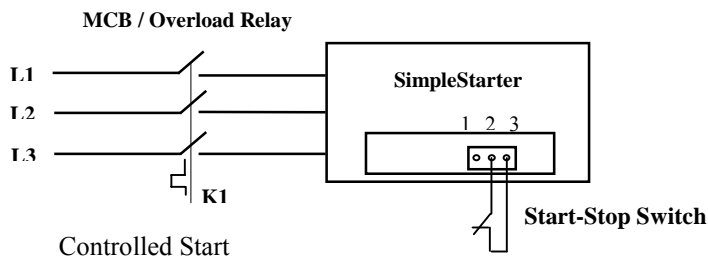 MCB / Overload Relay
L1
SimpleStarter
L2
1 2 3
L3
K1
Start-Stop Switch
Controlled Start